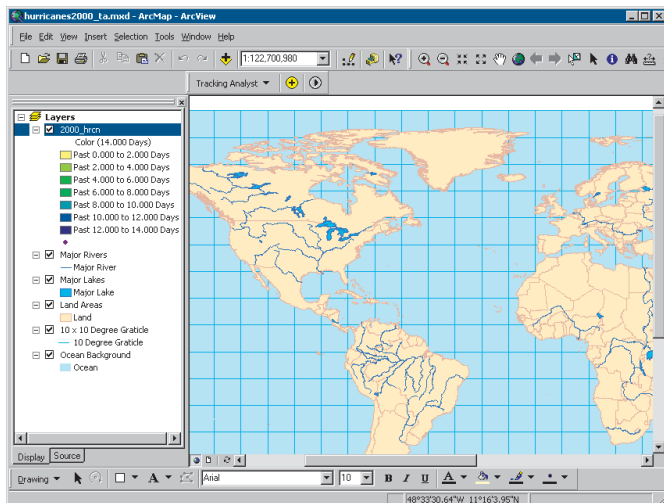 hurricanes2000_ta.mxd - ArcMap - ArcView
File Edit View Insert Selection Tools Window Help
1:122,700,980
Tracking Analyst
Layers
2000_hrcn
Color (14.000 Days)
Past 0.000 to 2.000 Days
Past 2.000 to 4.000 Days
Past 4.000 to 6.000 Days
Past 6.000 to 8.000 Days
Past 8.000 to 10.000 Days
Past 10.000 to 12.000 Days
Past 12.000 to 14.000 Days
Major Rivers
Major River
Major Lakes
Major Lake
Land Areas
Land
10 x 10 Degree Graticle
10 Degree Graticle
Ocean Background
Ocean
Display Source
Drawing A Arial 10 B I U A
48°33'30.64"W 11°16'3.95"N